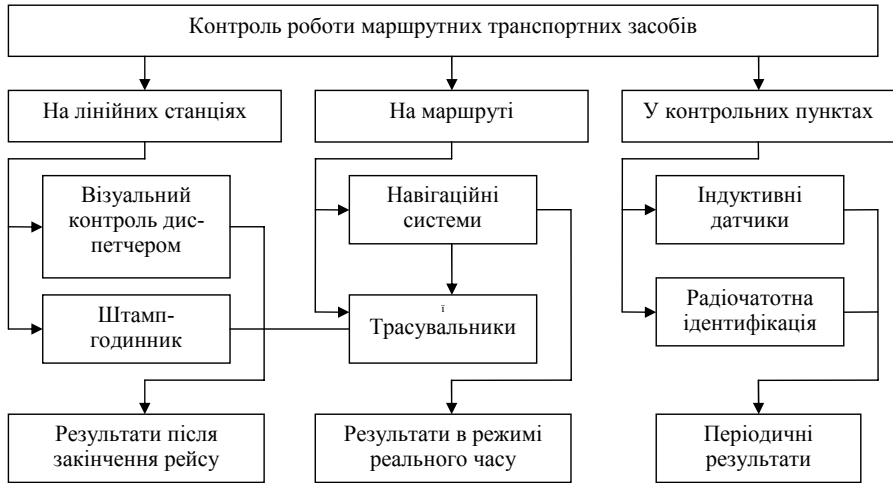 Контроль роботи маршрутних транспортних засобів
На лінійних станціях
На маршруті
У контрольних пунктах
Візуальний
контроль дис-
петчером
Навігаційні
системи
Індуктивні
датчики
Штамп-
годинник
ї
Трасувальники
Радіочатотна
ідентифікація
Результати після
закінчення рейсу
Результати в режимі
реального часу
Періодичні
результати